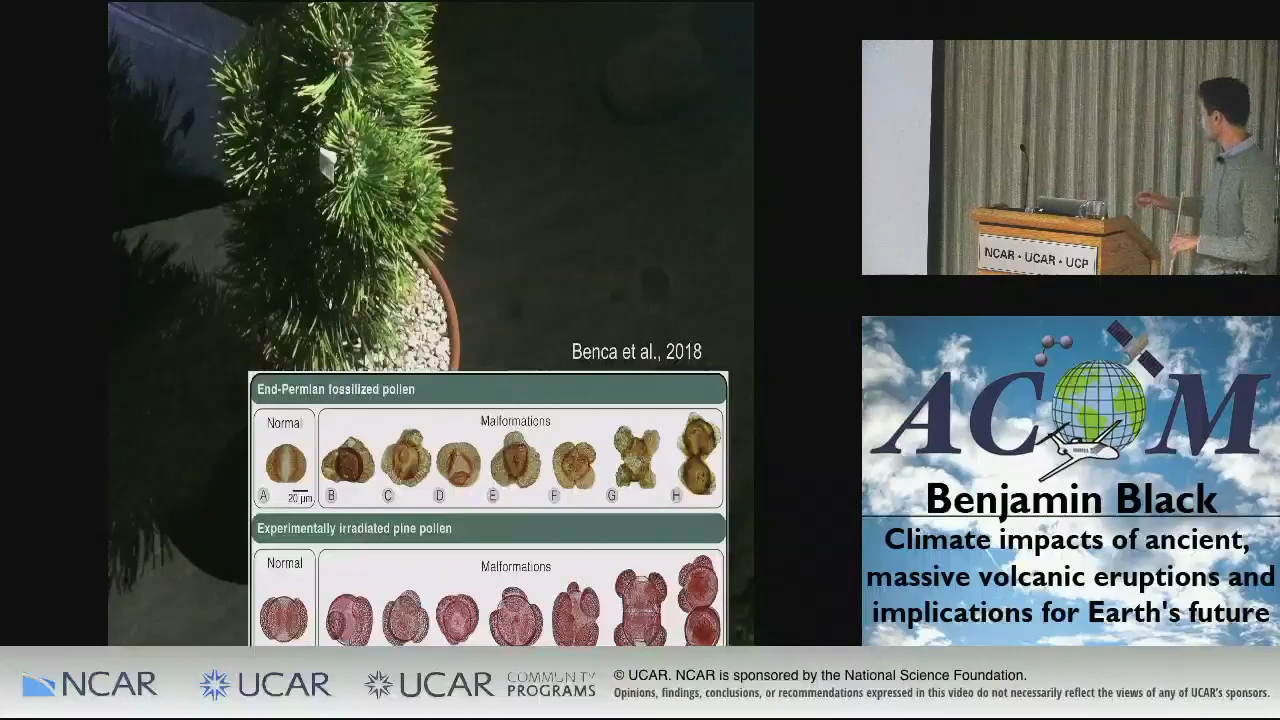 Benca et al., 2018
End-Permian fossilized pollen
Normal
Malformations
A
20 µm
B
C
D
E
F
G
H
Experimentally irradiated pine pollen
Normal
Malformations
NCAR • UCAR • UCP
ACOM
Benjamin Black
Climate impacts of ancient,
massive volcanic eruptions and
implications for Earth's future
NCAR
UCAR
UCAR
COMMUNITY
PROGRAMS
© UCAR. NCAR is sponsored by the National Science Foundation.
Opinions, findings, conclusions, or recommendations expressed in this video do not necessarily reflect the views of any of UCAR's sponsors.